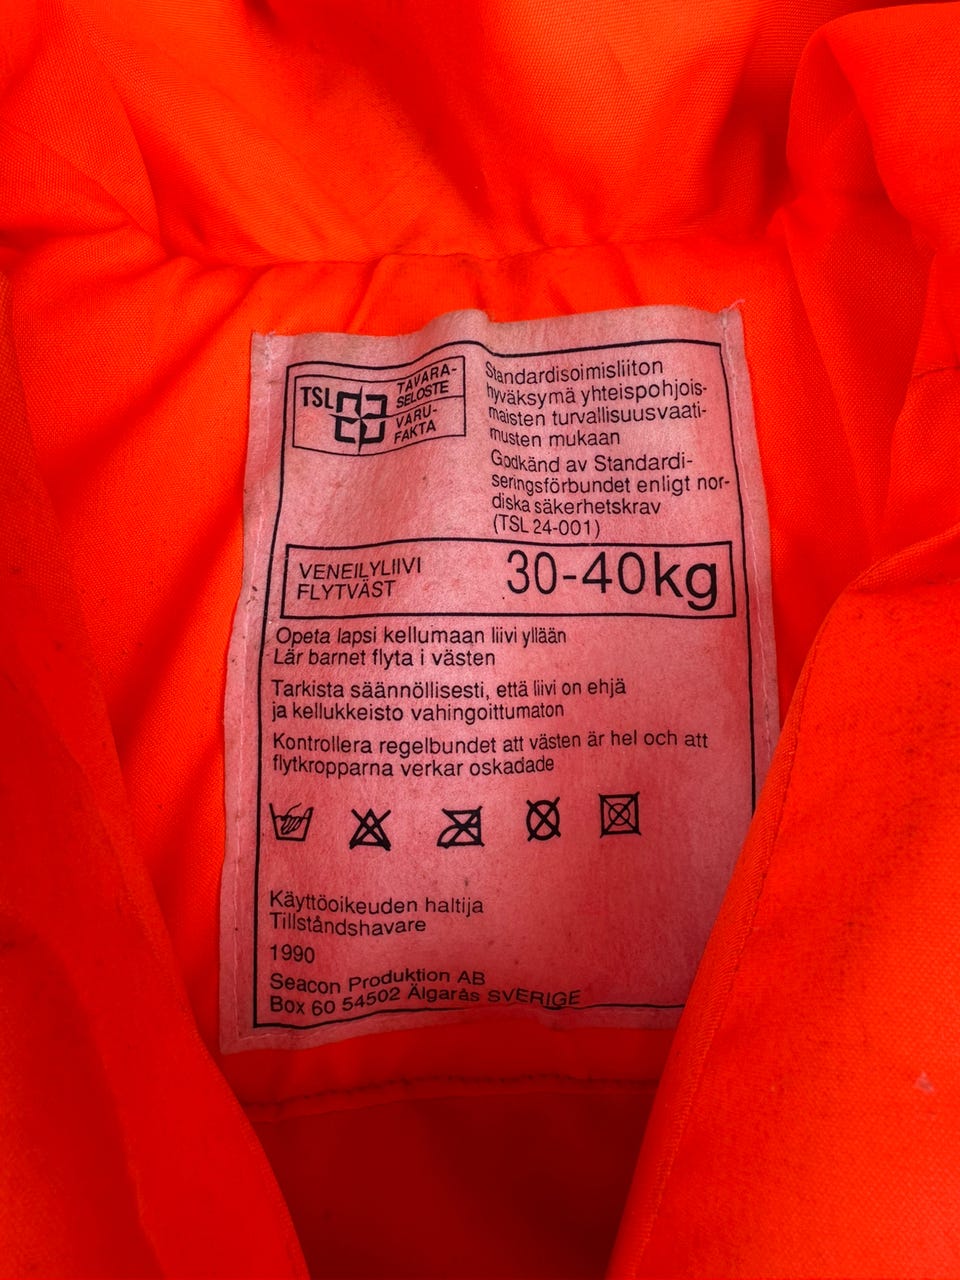 TSL
TAVARA-
SELOSTE
VARU-
FAKTA
Standardisoimisliiton
hyväksymä yhteispohjois-
maisten turvallisuusvaati-
musten mukaan
Godkänd av Standardi-
seringsförbundet enligt nor-
diska säkerhetskrav
(TSL 24-001)
VENEILYLIIVI
FLYTVÄST
30-40kg
Opeta lapsi kellumaan liivi yllään
Lär barnet flyta i västen
Tarkista säännöllisesti, että liivi on ehjä
ja kellukkeisto vahingoittumaton
Kontrollera regelbundet att västen är hel och att
flytkropparna verkar oskadade
Käyttöoikeuden haltija
Tillståndshavare
1990
Seacon Produktion AB
Box 60 54502 Älgarås SVERIGE